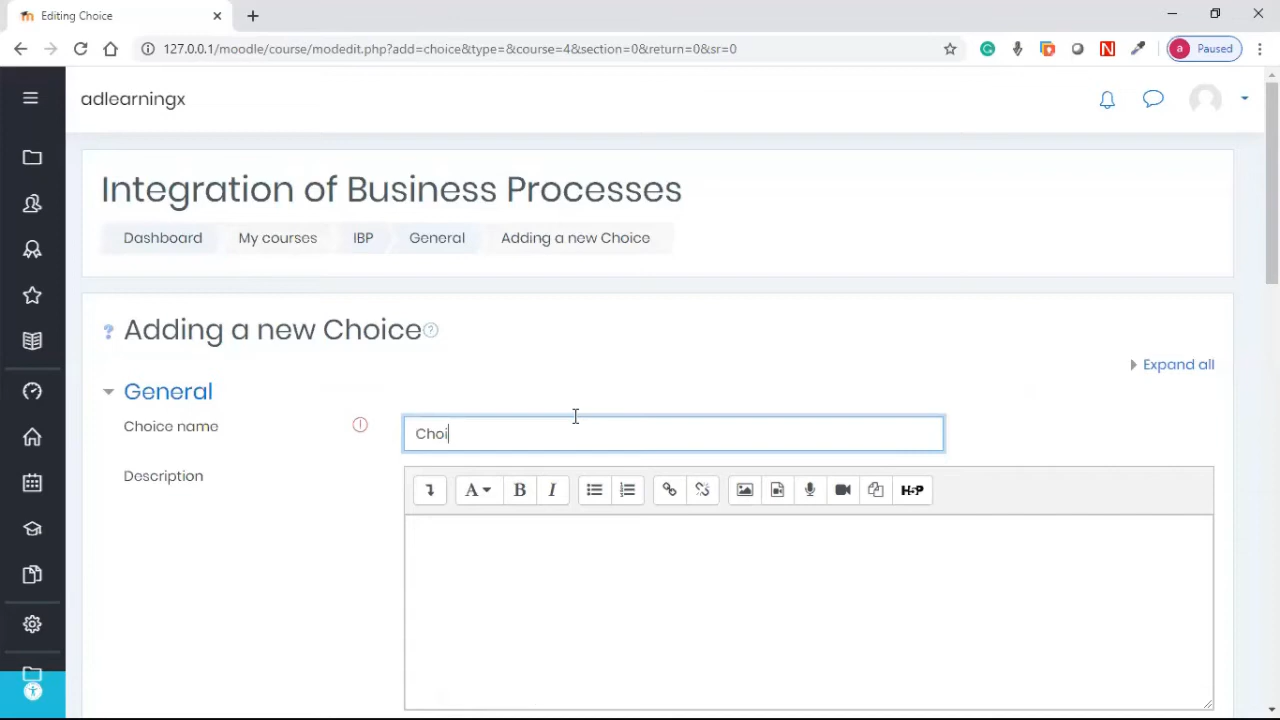 Editing Choice
127.0.0.1/moodle/course/modedit.php?add=choice&type=&course=4&section=0&return=0&sr=0
N
a Paused
adlearningx
Integration of Business Processes
Dashboard My courses IBP General Adding a new Choice
? Adding a new Choice ?
Expand all
General
Choice name
Choi
Description
A B I H-P